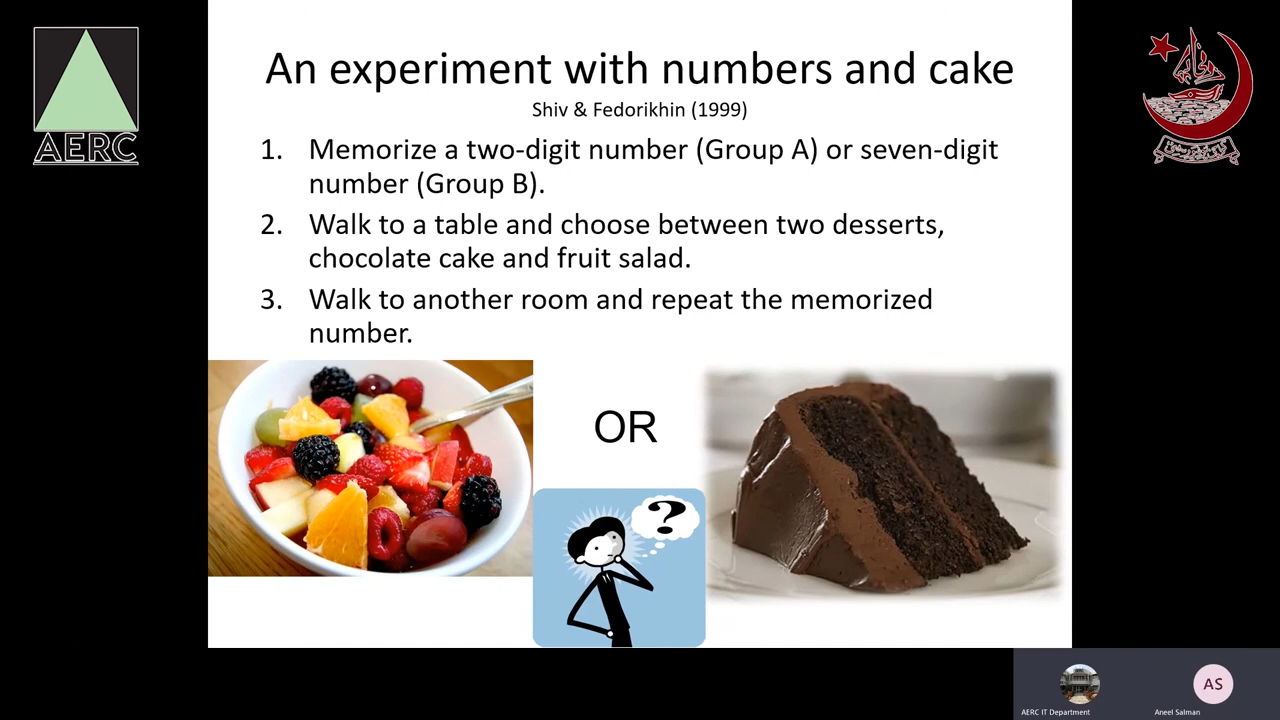 An experiment with numbers and cake
Shiv & Fedorikhin (1999)
1. Memorize a two-digit number (Group A) or seven-digit
number (Group B).
2. Walk to a table and choose between two desserts,
chocolate cake and fruit salad.
3. Walk to another room and repeat the memorized
number.
OR
?
AERC
AS
AERC IT Department
Aneel Salman